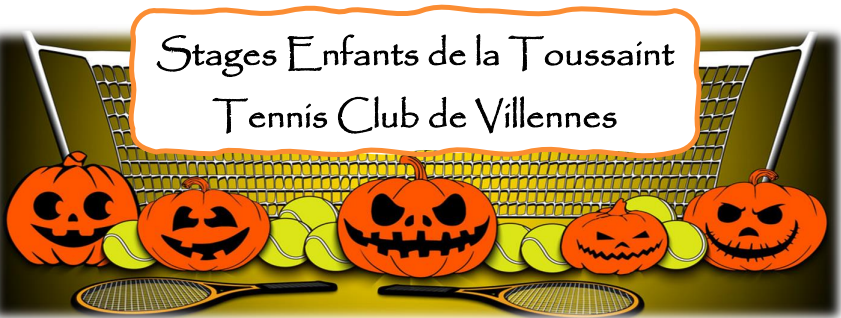 Stages Enfants de la Toussaint
Tennis Club de Villennes